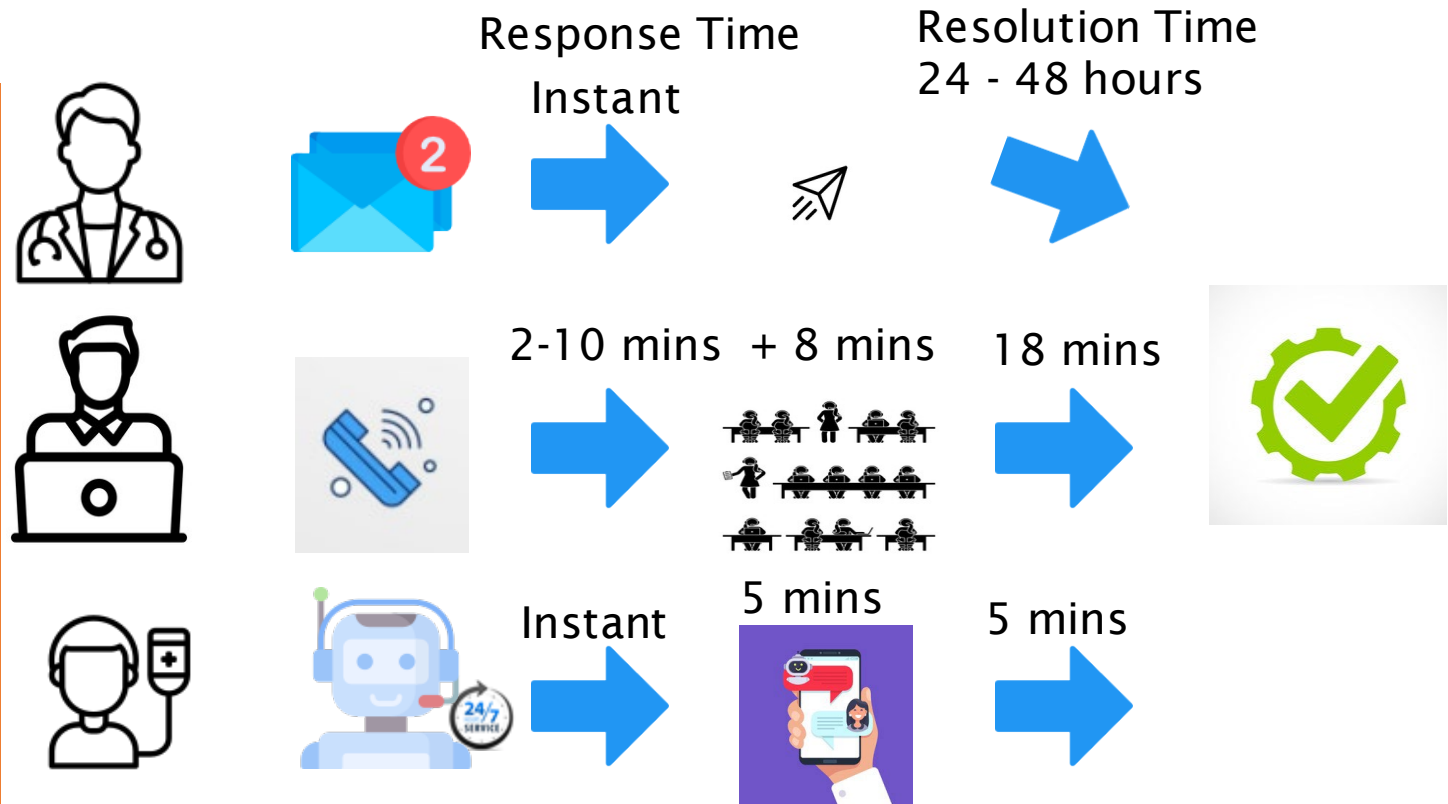 Response Time
Resolution Time
24 - 48 hours
Instant
2
2-10 mins + 8 mins
18 mins
Instant
5 mins
5 mins
24/7
SERVICE